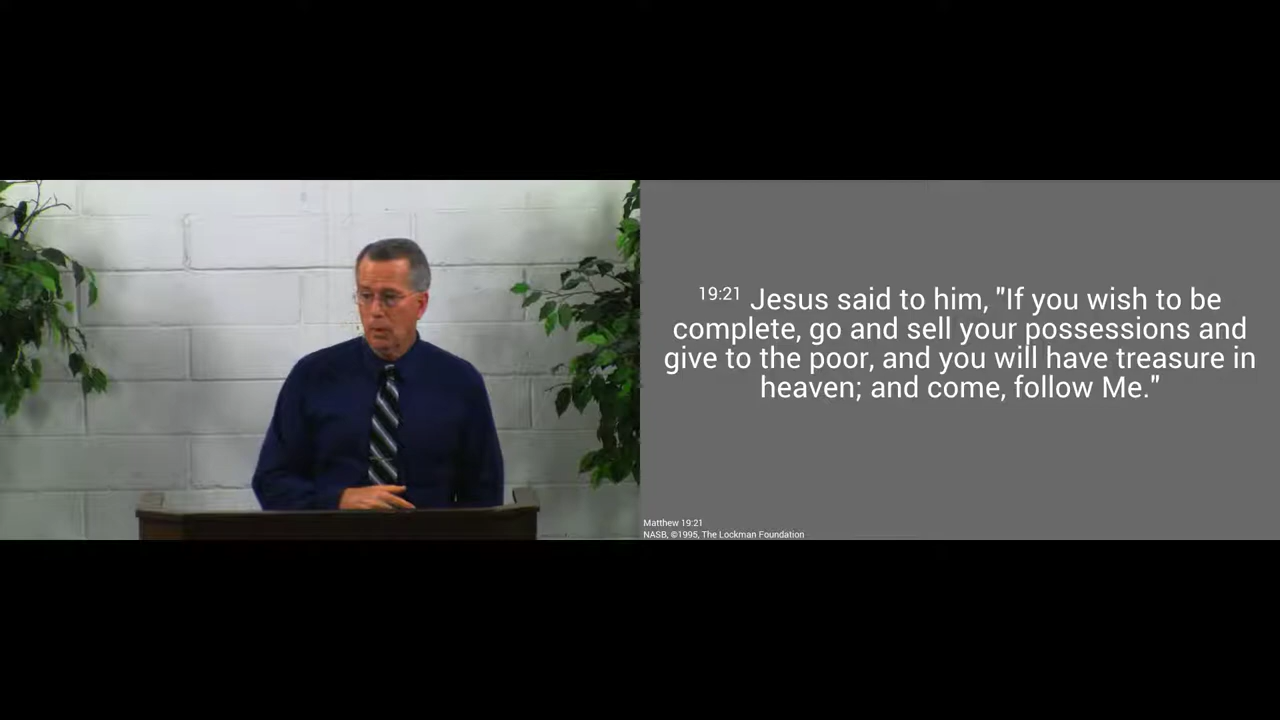 19:21 Jesus said to him, "If you wish to be
complete, go and sell your possessions and
give to the poor, and you will have treasure in
heaven; and come, follow Me."
Matthew 19:21
NASB, ©1995, The Lockman Foundation